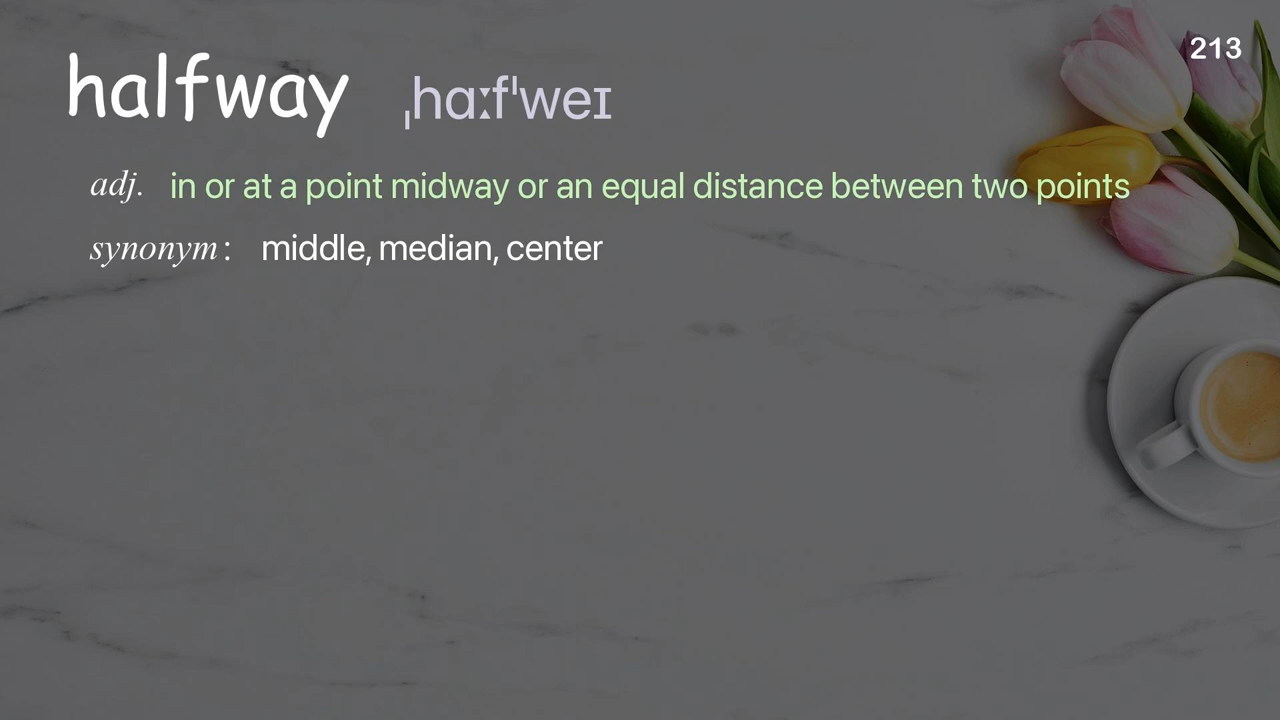 213
halfway ˌhɑːfˈweɪ
adj. in or at a point midway or an equal distance between two points
synonym: middle, median, center